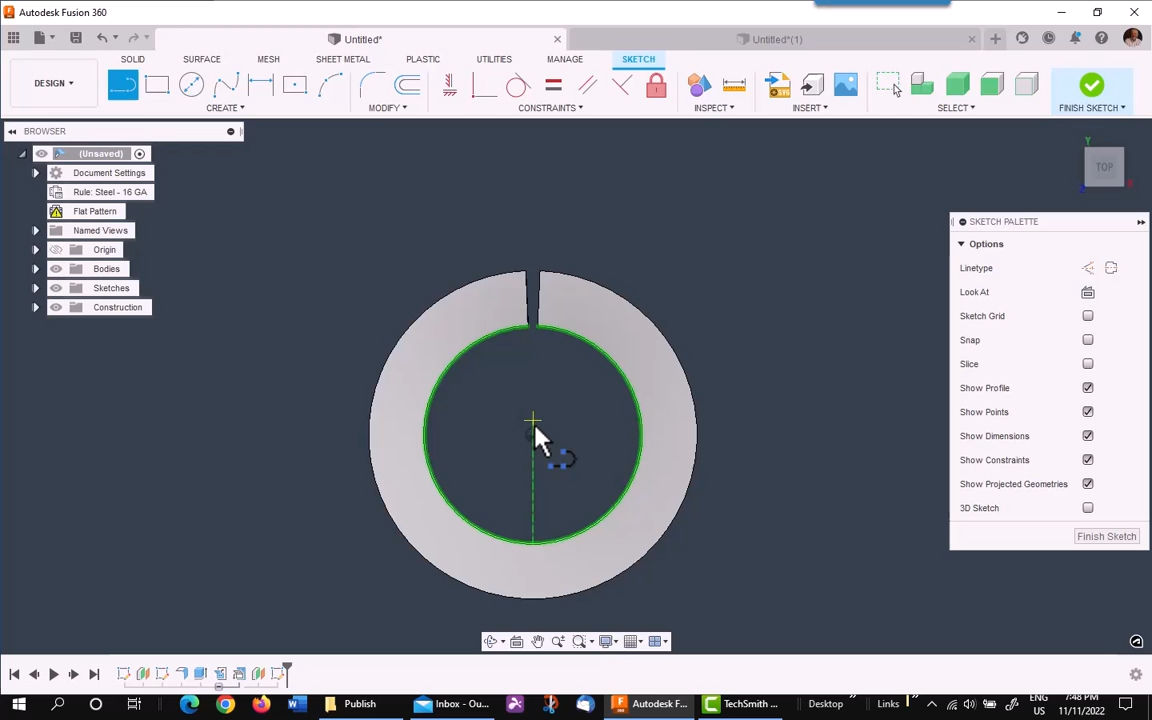 Autodesk Fusion 360
Untitled*
Untitled*(1)
DESIGN
SOLID
SURFACE
MESH
SHEET METAL
PLASTIC
UTILITIES
MANAGE
SKETCH
CREATE
MODIFY
CONSTRAINTS
INSPECT
INSERT
SELECT
FINISH SKETCH
BROWSER
(Unsaved)
Document Settings
Rule: Steel - 16 GA
Flat Pattern
Named Views
Origin
Bodies
Sketches
Construction
TOP
Y
SKETCH PALETTE
Options
Linetype
Look At
Sketch Grid
Snap
Slice
Show Profile
Show Points
Show Dimensions
Show Constraints
Show Projected Geometries
3D Sketch
Finish Sketch
Publish
Inbox - Ou...
Autodesk F...
TechSmith ...
Desktop
Links
ENG
US
7:48 PM
11/11/2022